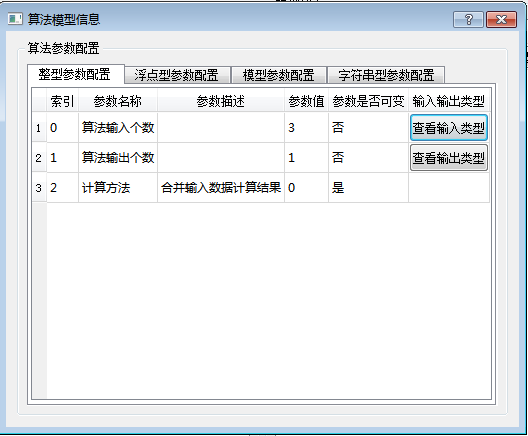 算法模型信息
算法参数配置
整型参数配置 浮点型参数配置 模型参数配置 字符串型参数配置
索引 参数名称 参数描述 参数值 参数是否可变 输入输出类型
1 0 算法输入个数 3 否 查看输入类型
2 1 算法输出个数 1 否 查看输出类型
3 2 计算方法 合并输入数据计算结果 0 是